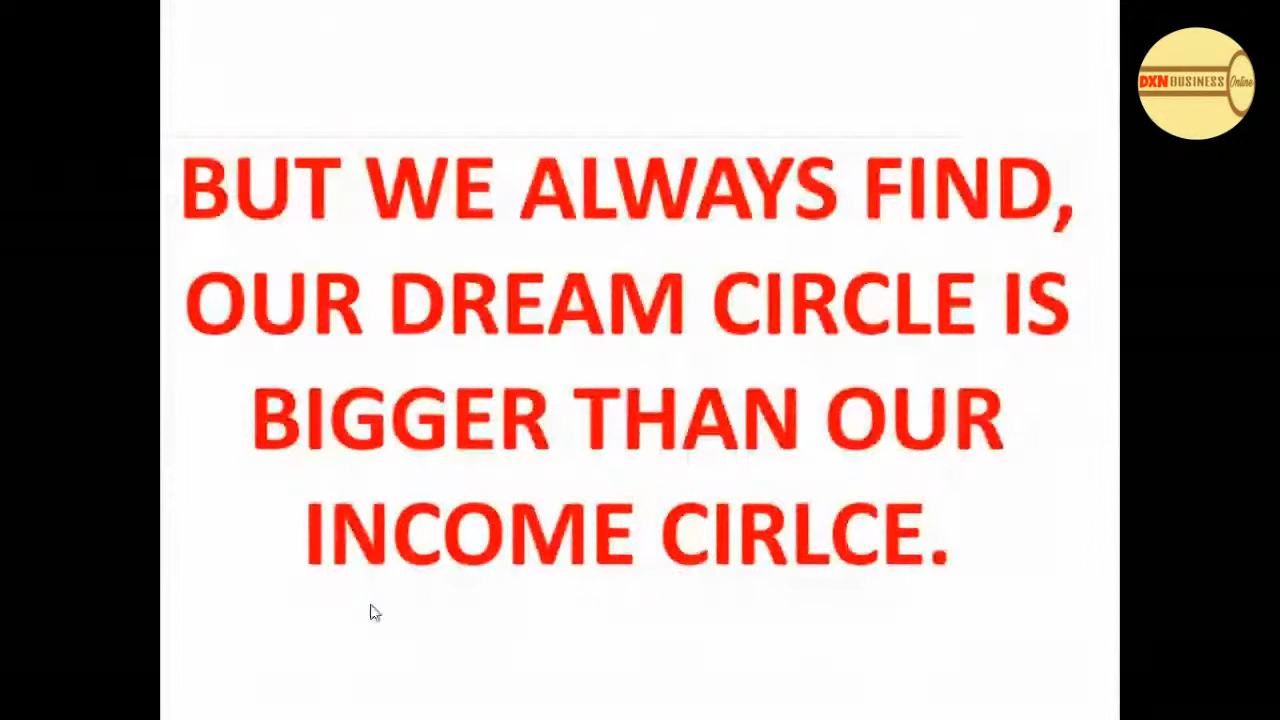 DXN BUSINESS Online
BUT WE ALWAYS FIND,
OUR DREAM CIRCLE IS
BIGGER THAN OUR
INCOME CIRLCE.